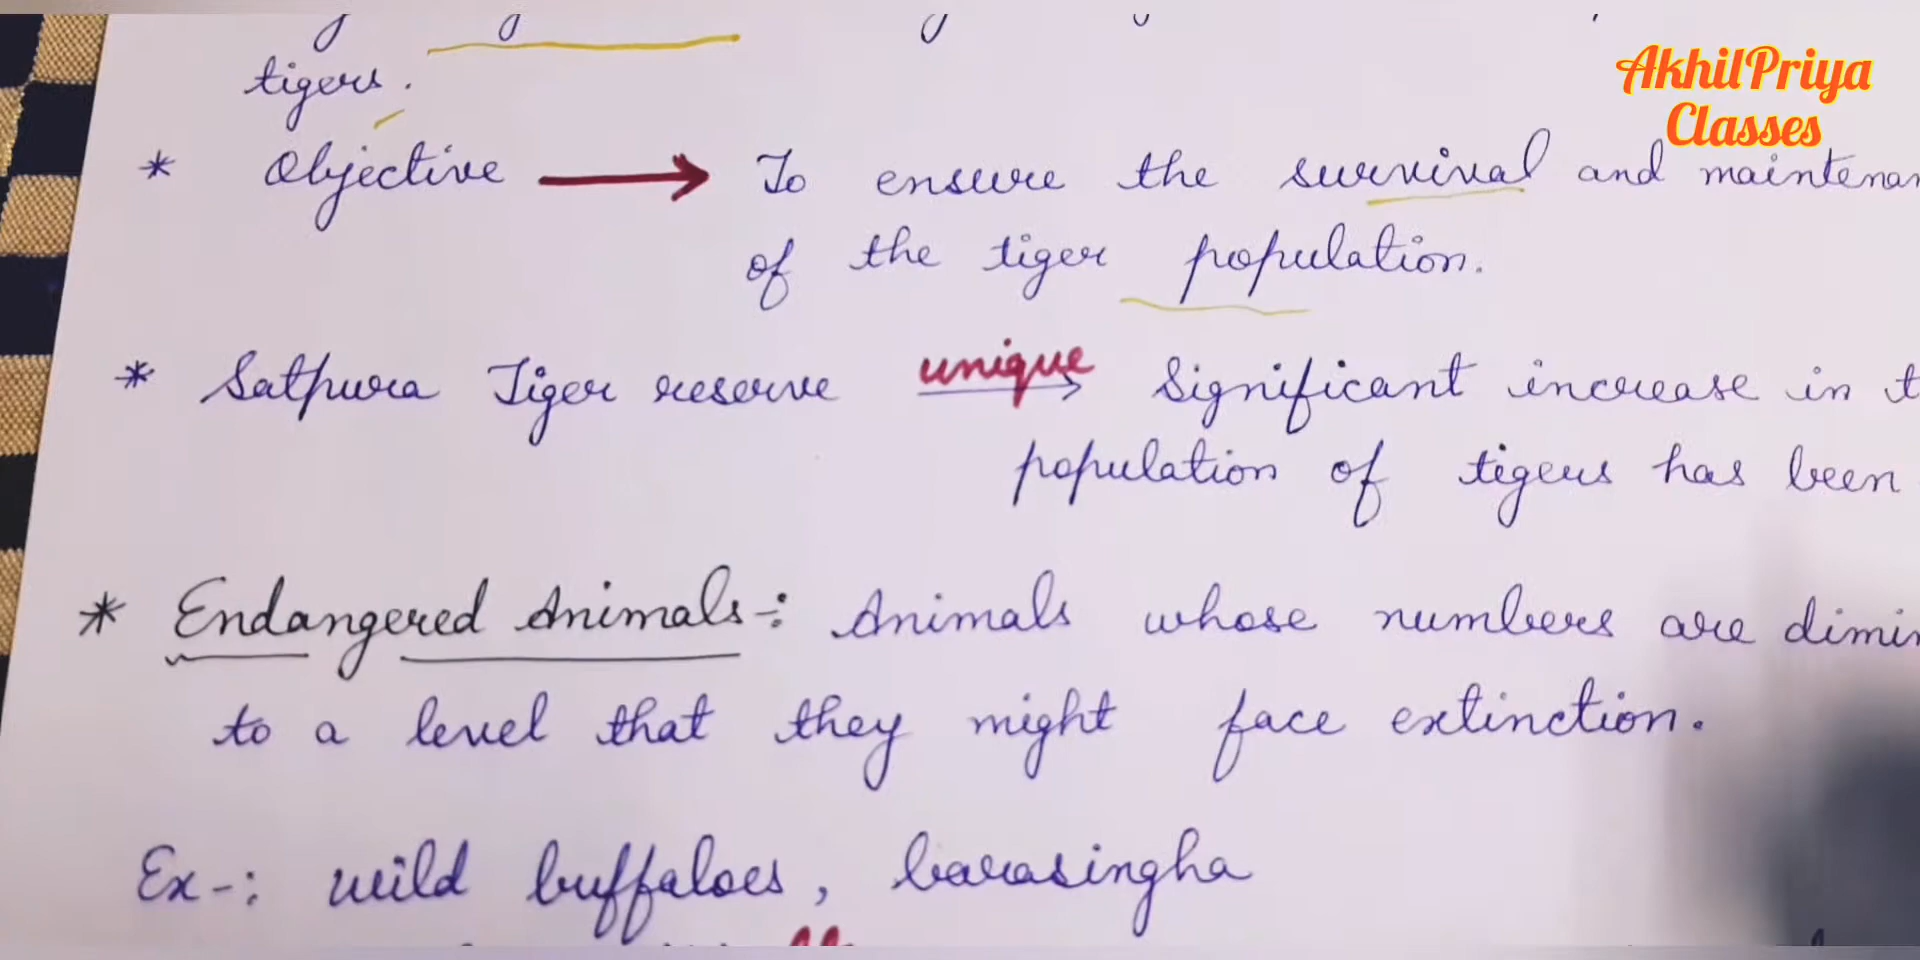 tigers.
AkhilPriya
Classes
* Objective → To ensure the survival and maintenan
of the tiger population.
* Satpura Tiger reserve unique → Significant increase in t
population of tigers has been
* Endangered Animals -: Animals whose numbers are dimin
to a level that they might face extinction.
Ex-: wild buffaloes, barasingha